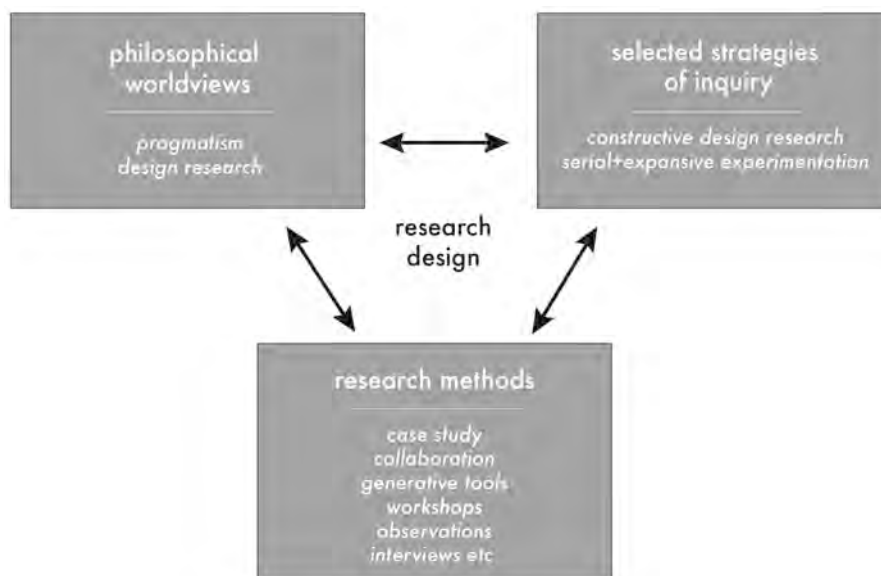 philosophical
worldviews
pragmatism
design research
selected strategies
of inquiry
constructive design research
serial+expansive experimentation
research
design
research methods
case study
collaboration
generative tools
workshops
observations
interviews etc